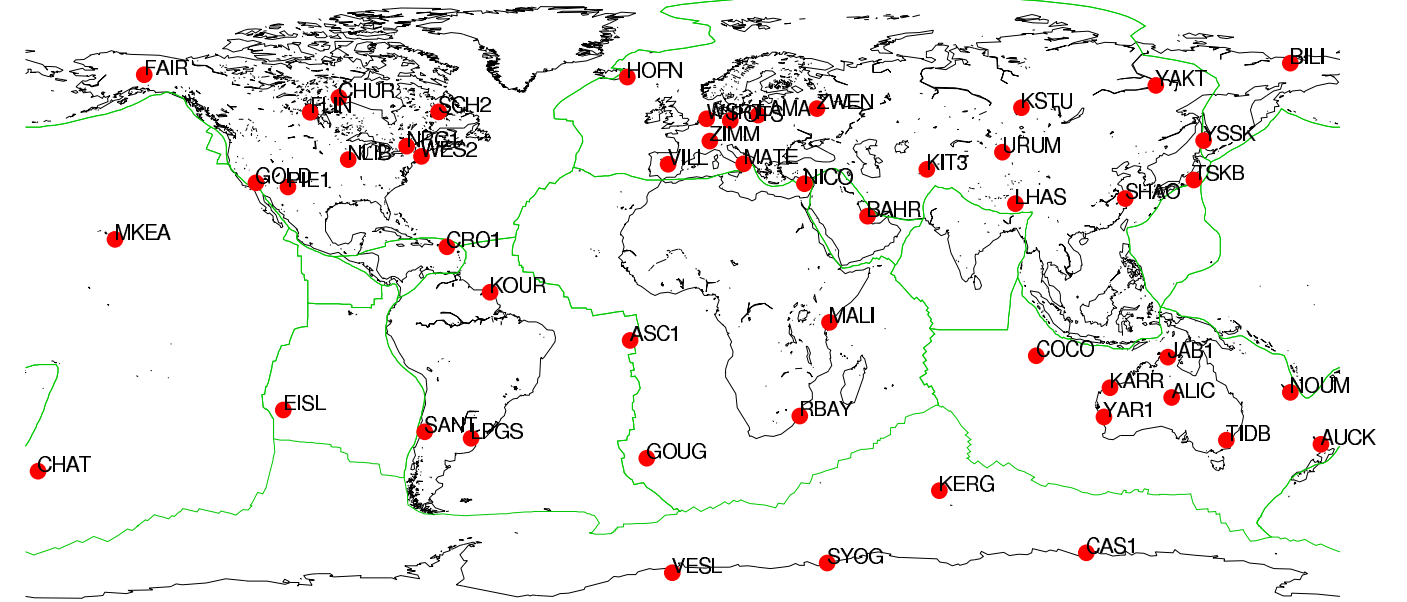 BILI
FAIR
HOFN
YAKT
CHUR
FLIN
SCH2
LAMA
ZWEN
KSTU
YSSK
NRC1
WES2
NLIB
ZIMM
URUM
VILL
MATE
KIT3
GOLD
PIE1
NICO
TSKB
LHAS
SHAO
BAHR
MKEA
CRO1
KOUR
MALI
ASC1
COCO
JAB1
KARR
ALIC
NOUM
EISL
RBAY
YAR1
SANT
LPGS
TIDB
AUCK
GOUG
CHAT
KERG
CAS1
SYOG
VESL